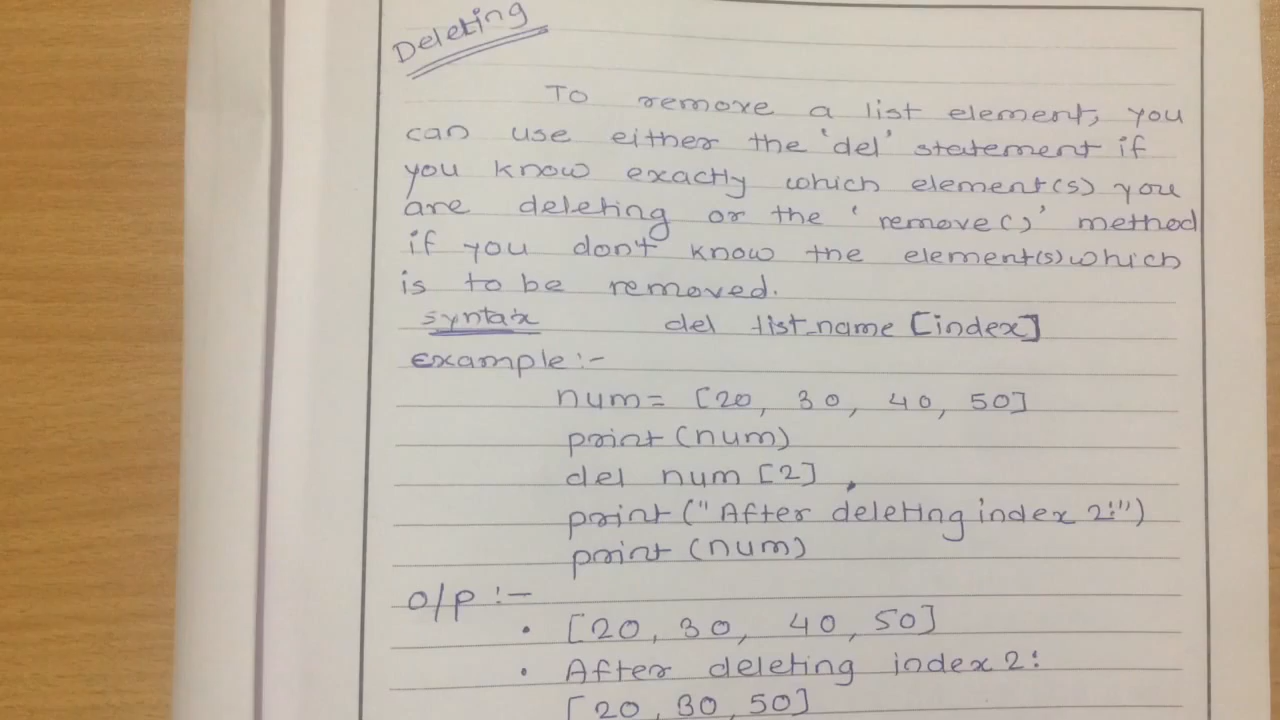 Deleting
To remove a list element, you
can use either the 'del' statement if
you know exactly which element(s) you
are deleting or the 'remove()' method
if you don't know the element(s) which
is to be removed.
syntax del list_name [index]
Example:-
num= [20, 30, 40, 50]
print (num)
del num [2]
print ("After deleting index 2:")
print (num)
o/p :-
• [20, 30, 40, 50]
• After deleting index 2:
[20, 30, 50]